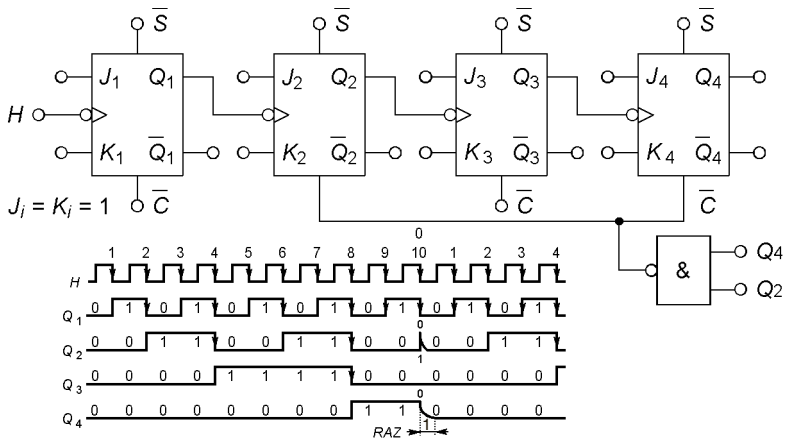 S̅ S̅ S̅ S̅
J1 Q1 J2 Q2 J3 Q3 J4 Q4
H
K1 Q̅1 K2 Q̅2 K3 Q̅3 K4 Q̅4
Ji = Ki = 1 C̅ C̅ C̅
0
1 2 3 4 5 6 7 8 9 10 1 2 3 4
H
& Q4
Q2
Q1 0 1 0 1 0 1 0 1 0 1 0 1 0 1
0
Q2 0 0 1 1 0 0 1 1 0 0 0 0 1 1
1
Q3 0 0 0 0 1 1 1 1 0 0 0 0 0 0
0
Q4 0 0 0 0 0 0 0 0 1 1 0 0 0 0
RAZ 1